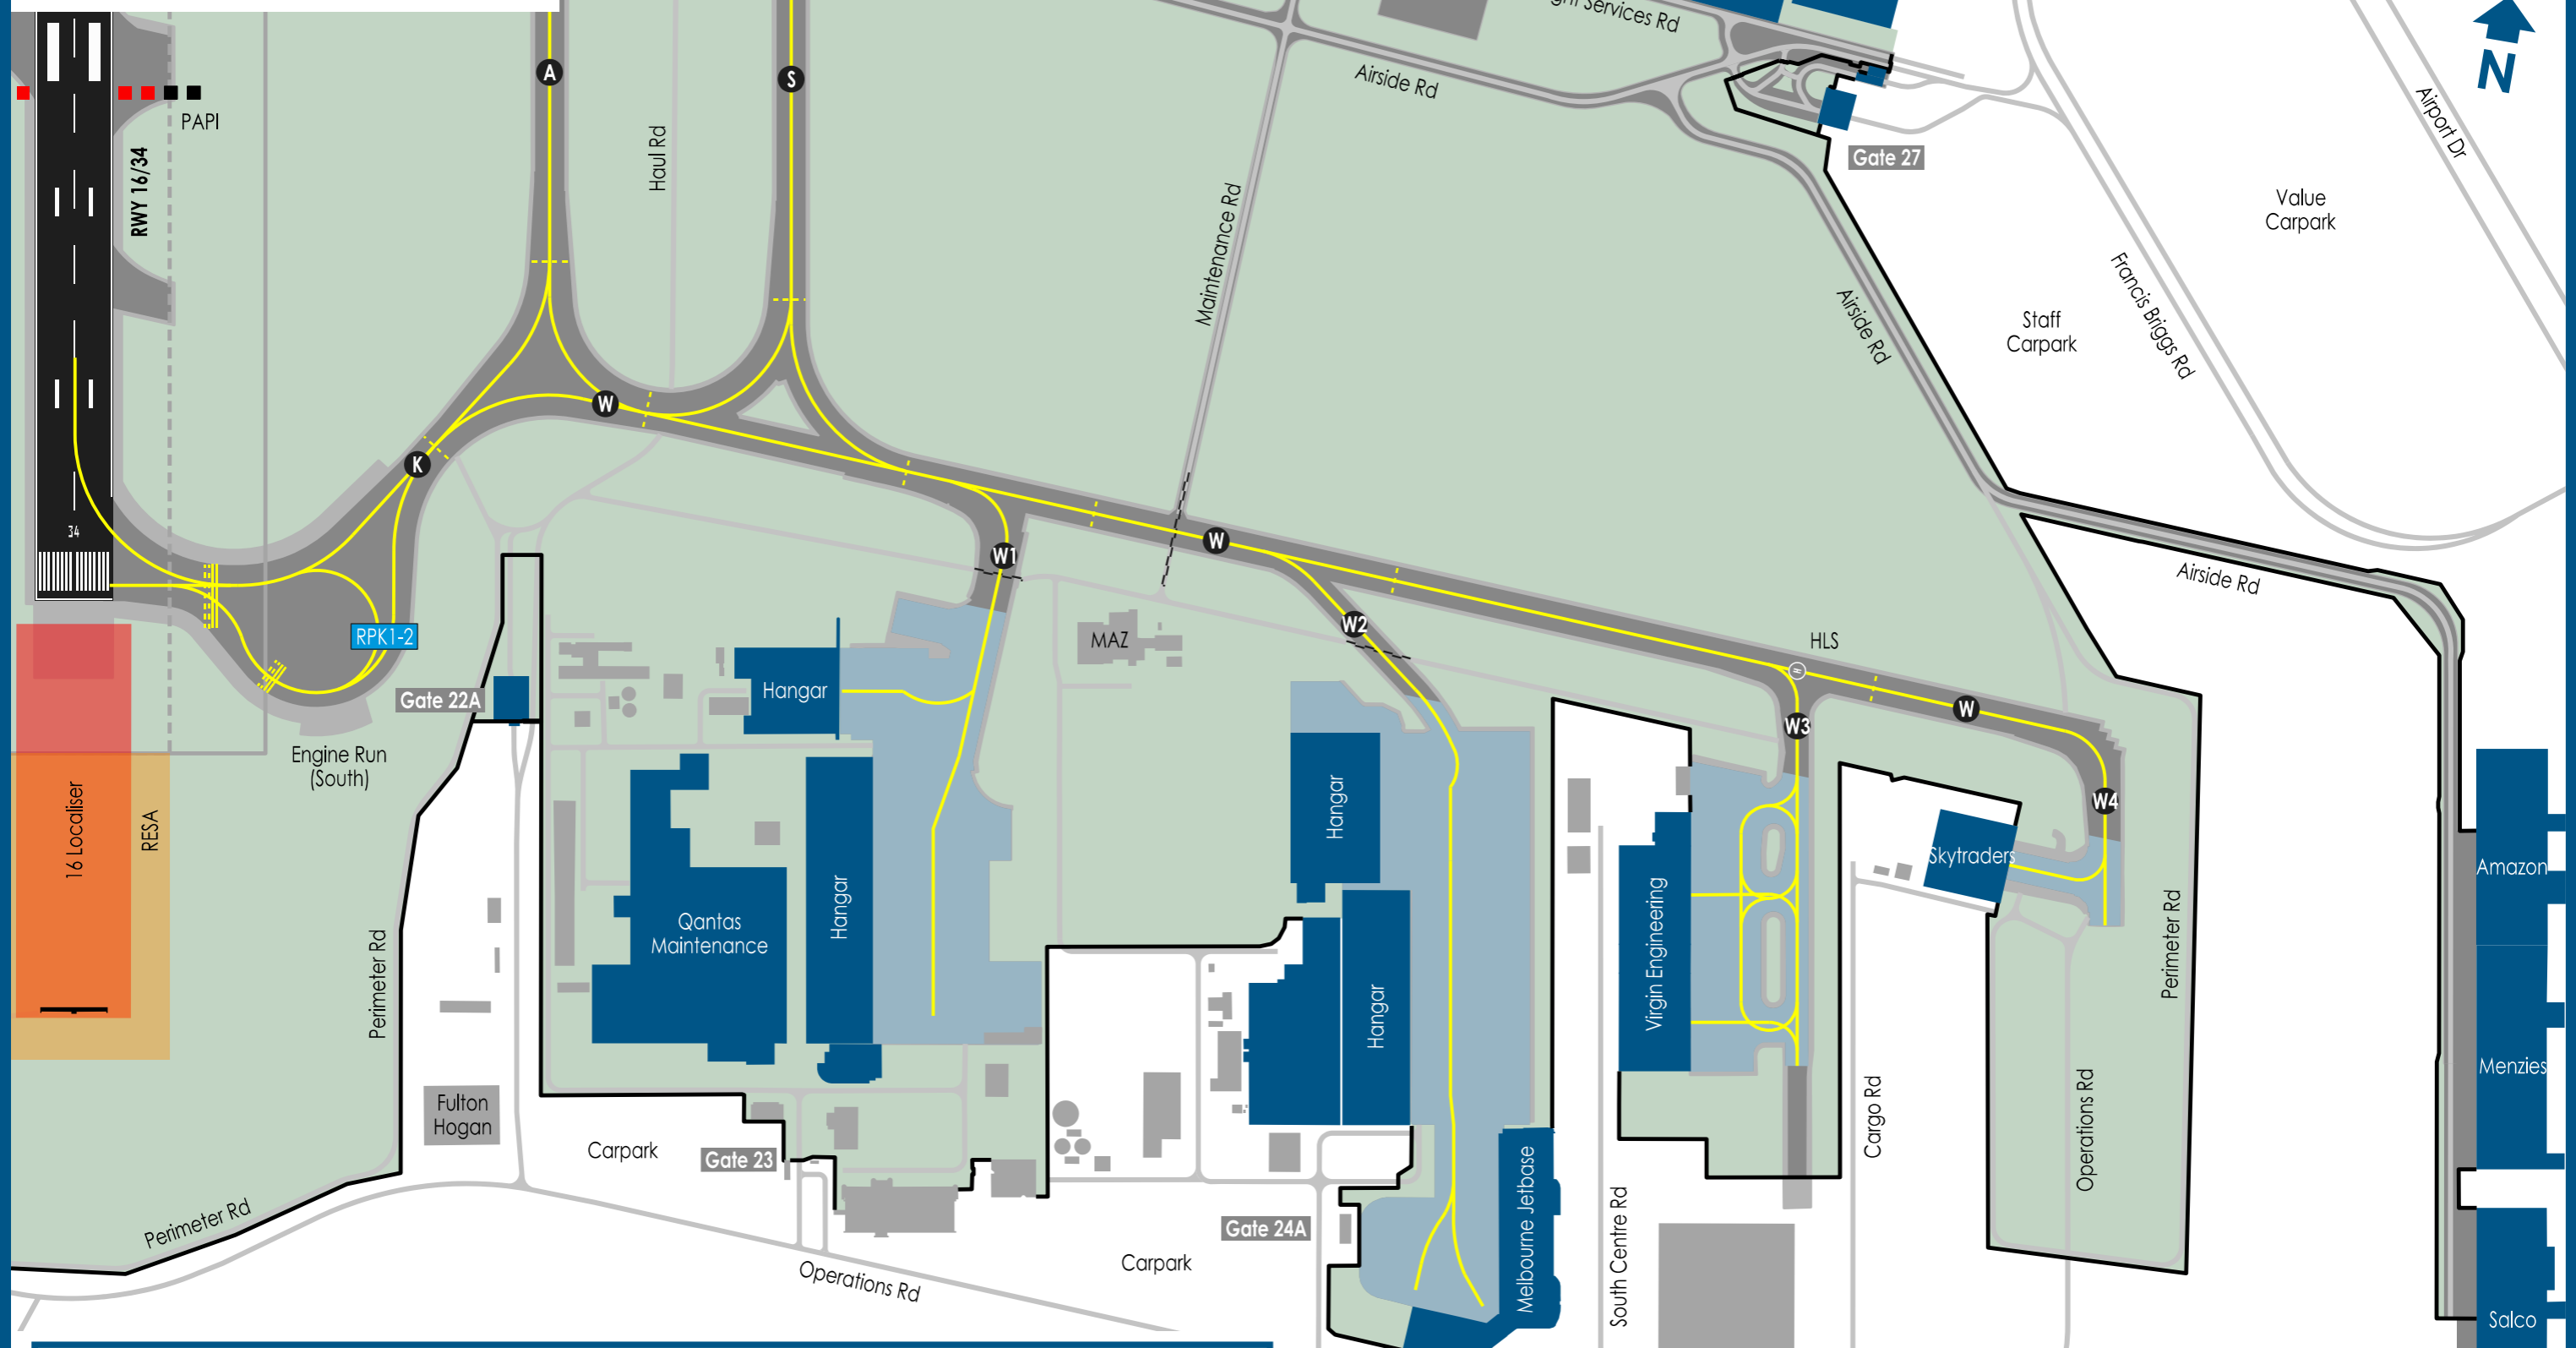 ght Services Rd
N
A
S
Airside Rd
PAPI
RWY 16/34
Haul Rd
Gate 27
Airport Dr
Value
Carpark
Maintenance Rd
Staff
Carpark
Francis Briggs Rd
Airside Rd
W
K
34
W1
W
Airside Rd
W2
MAZ
RPK1-2
HLS
Gate 22A
Hangar
W3
W
Engine Run
(South)
16 Localiser
RESA
Hangar
W4
Skytraders
Amazon
Perimeter Rd
Qantas
Maintenance
Hangar
Hangar
Virgin Engineering
Perimeter Rd
Menzies
Fulton
Hogan
Carpark
Gate 23
Cargo Rd
Operations Rd
Perimeter Rd
Operations Rd
Carpark
Gate 24A
Melbourne Jetbase
South Centre Rd
Salco
H